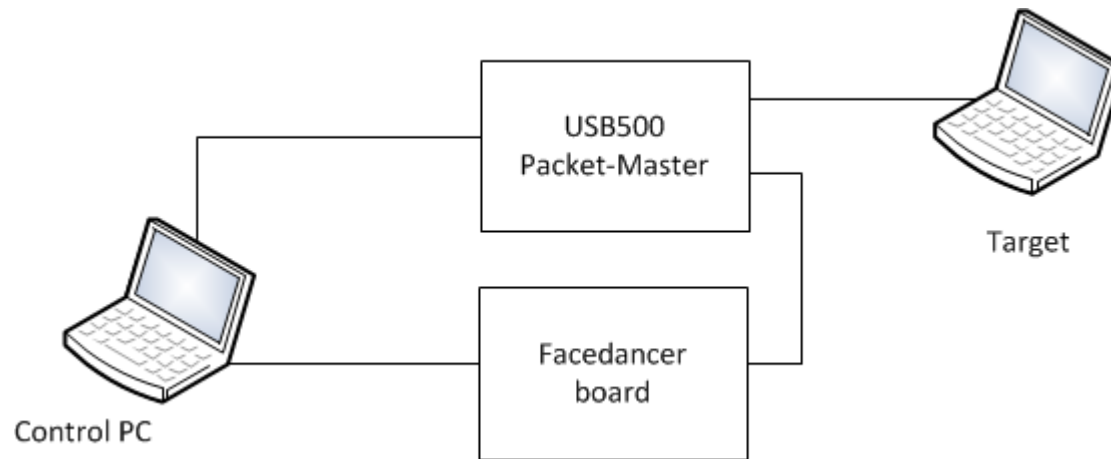 USB500
Packet-Master
Target
Facedancer
board
Control PC